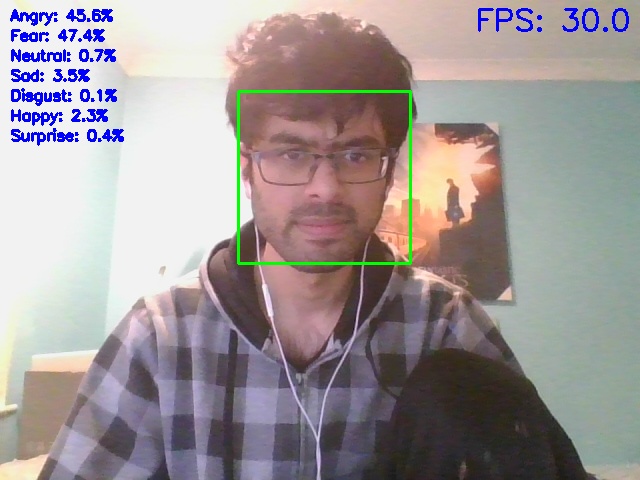 Angry: 45.6%
Fear: 47.4%
Neutral: 0.7%
Sad: 3.5%
Disgust: 0.1%
Happy: 2.3%
Surprise: 0.4%
FPS: 30.0